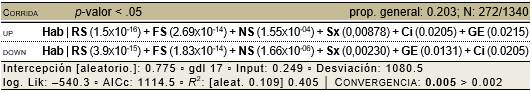 CORRIDA p-valor < .05 prop. general: 0.203; N: 272/1340
UP Hab | RS (1.5x10⁻¹⁶) + FS (2.69x10⁻¹⁴) + NS (1.55x10⁻⁰⁴) + Sx (0,00878) + Ci (0.0205) + GE (0.0215)
DOWN Hab | RS (3.9x10⁻¹⁵) + FS (1.83x10⁻¹⁴) + NS (1.66x10⁻⁰⁶) + Sx (0,00230) + GE (0.0131) + Ci (0.0205)
Intercepción [aleatorio.]: 0.775 ◦ gdl 17 ◦ Input: 0.249 ◦ Desviación: 1080.5
log. Lik: –540.3 ◦ AICc: 1114.5 ◦ R²: [aleat. 0.109] 0.405 | CONVERGENCIA: 0.005 > 0.002